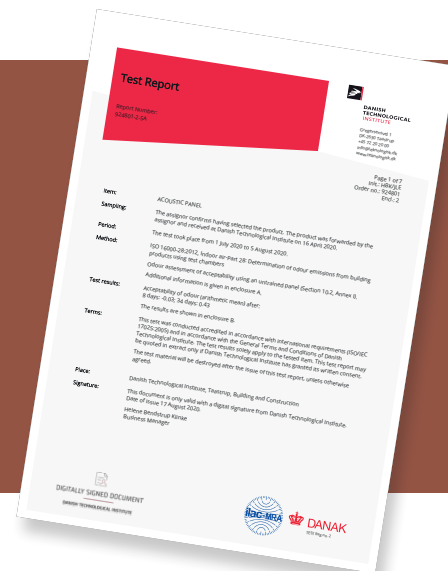 Test Report
Report Number:
DANISH
TECHNOLOGICAL
INSTITUTE
Page 1 of 7
Order no.: 924801
Encl.: 2
Item:
ACOUSTIC PANEL
Sampling:
The assignor constrost having selected the product. The product was forwarded by the
assignor and received at Danish Technological Institute on 16 April 2020.
Period:
The test took place from 1 July 2020 to 5 August 2020.
Method:
ISO 16000-28:2012, Indoor air-Part 28: Determination of odour emissions from building
products using test chambers
Odour assessment of acceptability using an untrained panel (Section 10.2, Annex
Additional information is given in enclosure A.
Test results:
Acceptability of odour (arithmetic mean) after:
8 days: -0.03; 34 days: 0.43
The results are shown in enclosure B.
Terms:
This test was conducted accredited in accordance with international requirements (ISO/IEC
17025:2005) and in accordance with the General Terms and Conditions of Danish
Technological Institute. The test results solely apply to the tested item. This test report may
be quoted in extract only if Danish Technological Institute has granted its written consent.
The test material will be destroyed after the issue of this test report, unless otherwise
agreed.
Place:
Danish Technological Institute, Taastrup, Building and Construction
Signature:
This document is only valid with a digital signature from Danish Technological Institute.
Date of issue 17 August 2020.
Helene Bendstrup Klinke
Business Manager
DIGITALLY SIGNED DOCUMENT
DANISH TECHNOLOGICAL INSTITUTE
ilac-MRA
DANAK